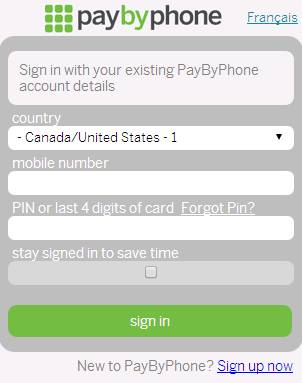 paybyphone Français
Sign in with your existing PayByPhone
account details
country
- Canada/United States - 1
mobile number
PIN or last 4 digits of card Forgot Pin?
stay signed in to save time
sign in
New to PayByPhone? Sign up now